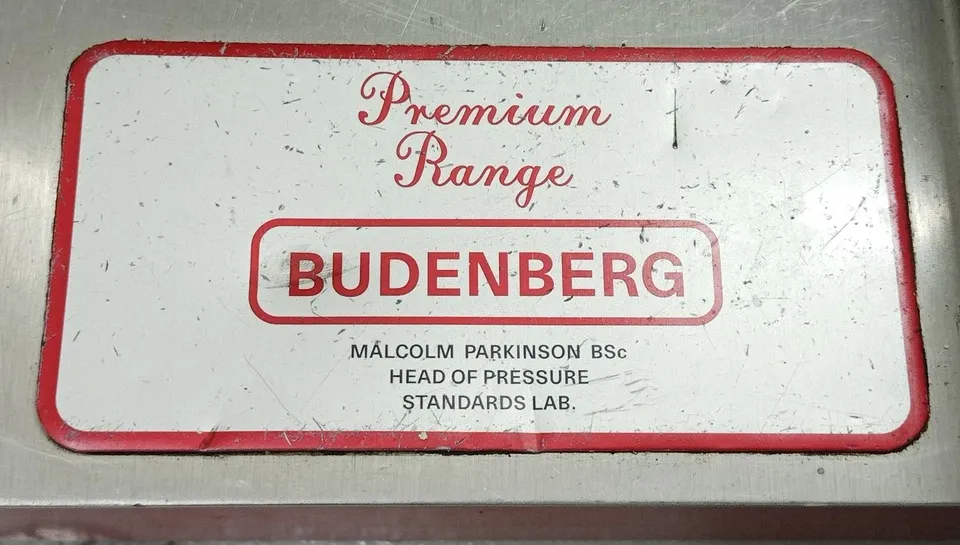 Premium
Range
BUDENBERG
MALCOLM PARKINSON BSc
HEAD OF PRESSURE
STANDARDS LAB.